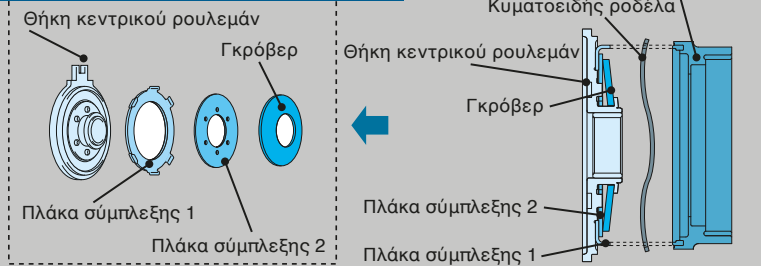 Θήκη κεντρικού ρουλεμάν
Γκρόβερ
Πλάκα σύμπλεξης 1
Πλάκα σύμπλεξης 2
Κυματοειδής ροδέλα
Θήκη κεντρικού ρουλεμάν
Γκρόβερ
Πλάκα σύμπλεξης 2
Πλάκα σύμπλεξης 1